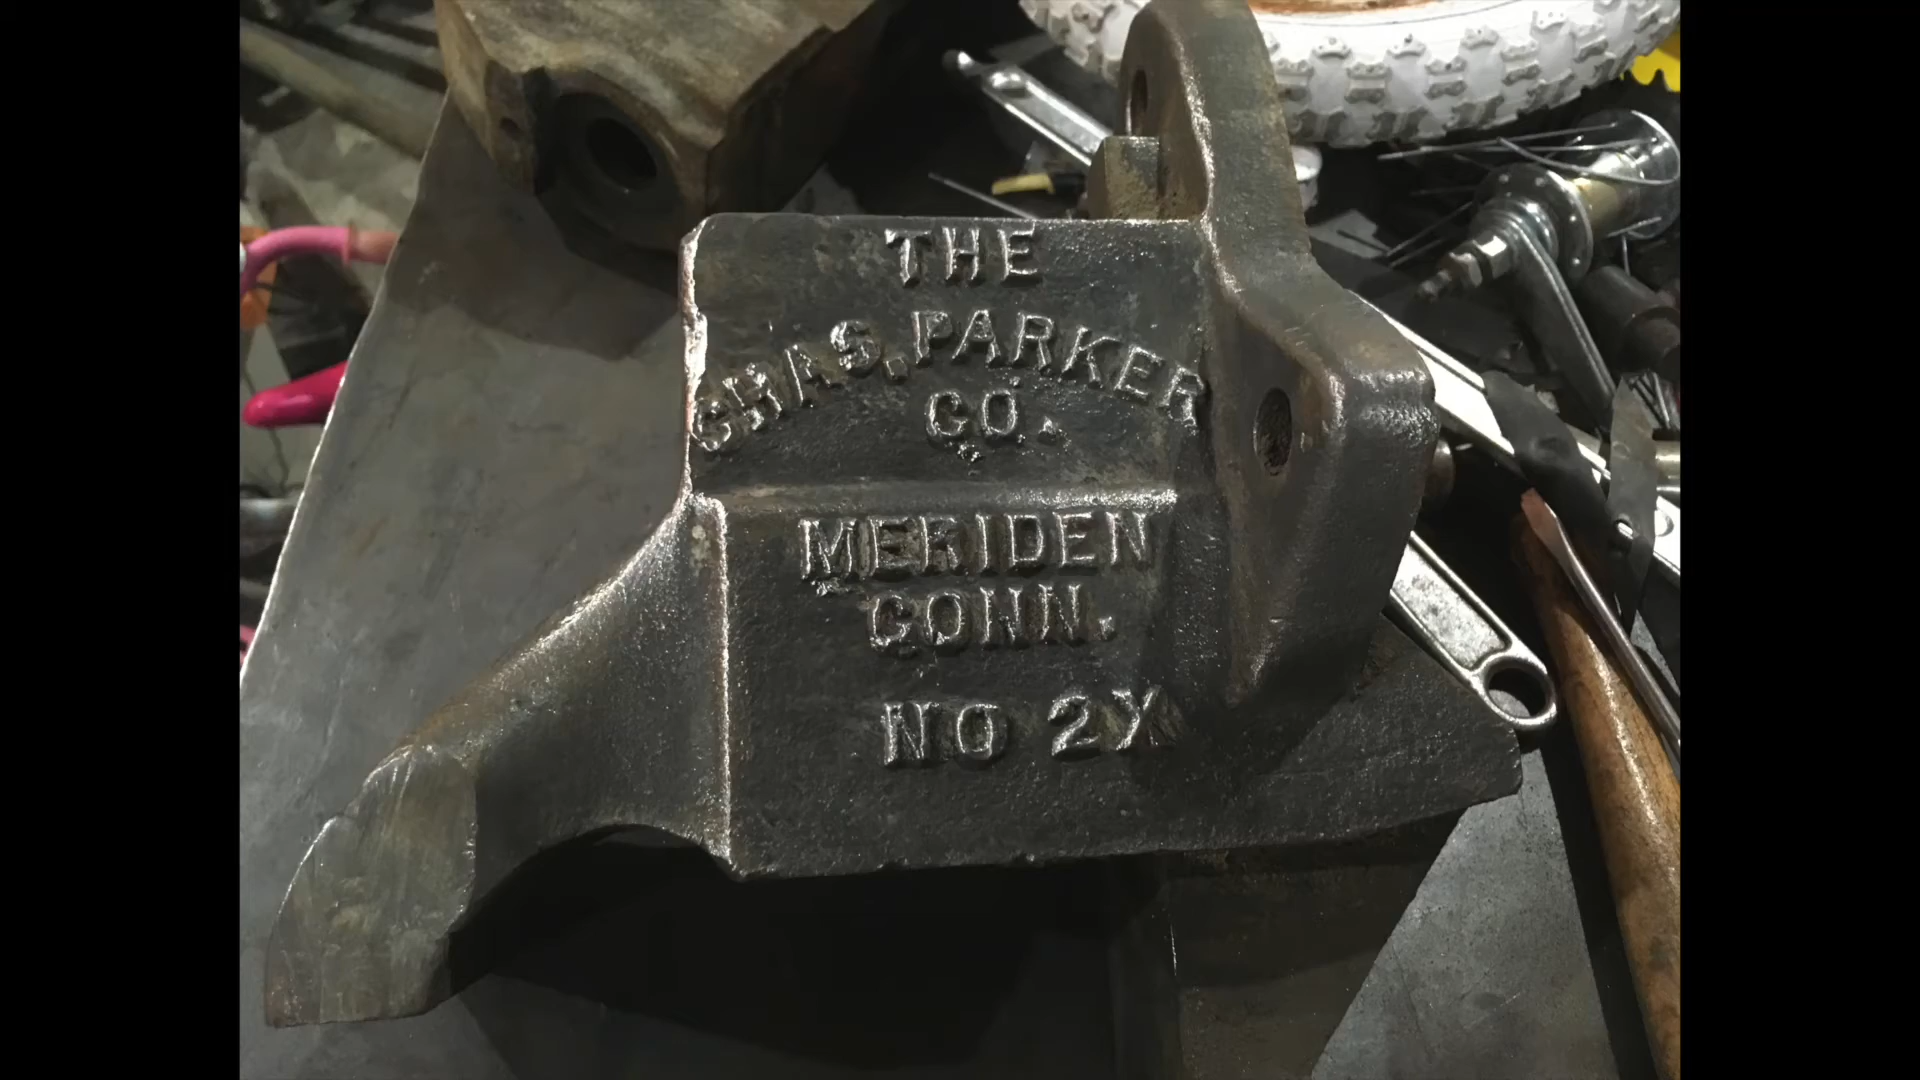 THE
CHAS. PARKER
CO.
MERIDEN
CONN.
NO 2X